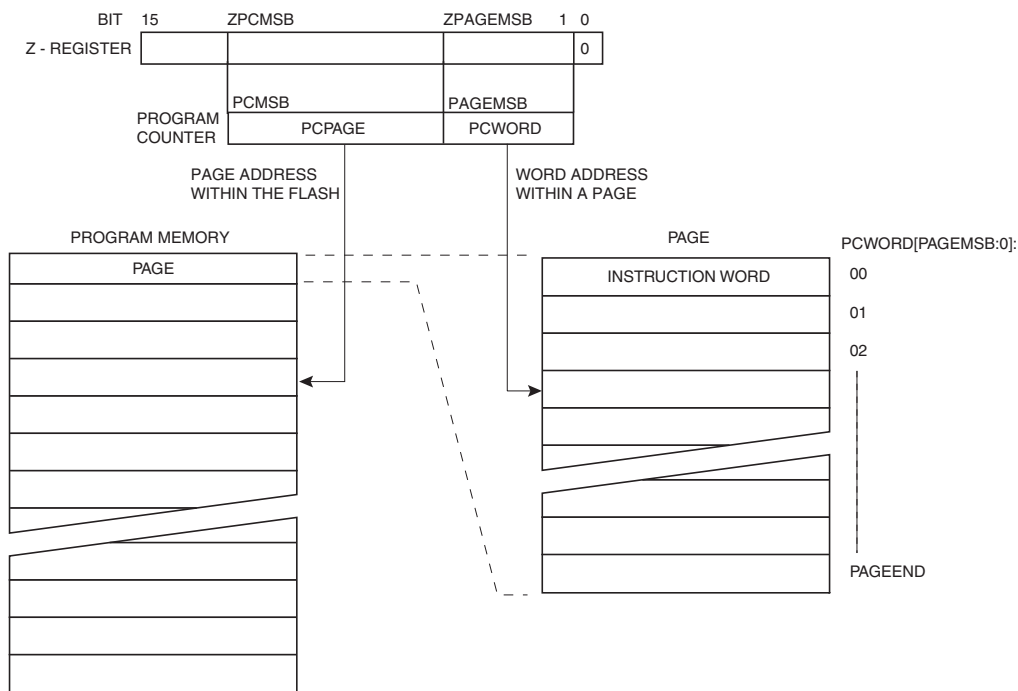 BIT 15 ZPCMSB ZPAGEMSB 1 0
Z - REGISTER 0
PCMSB PAGEMSB
PROGRAM
COUNTER
PCPAGE PCWORD
PAGE ADDRESS
WITHIN THE FLASH
WORD ADDRESS
WITHIN A PAGE
PROGRAM MEMORY
PAGE
PAGE
PCWORD[PAGEMSB:0]:
INSTRUCTION WORD 00
01
02
PAGEEND